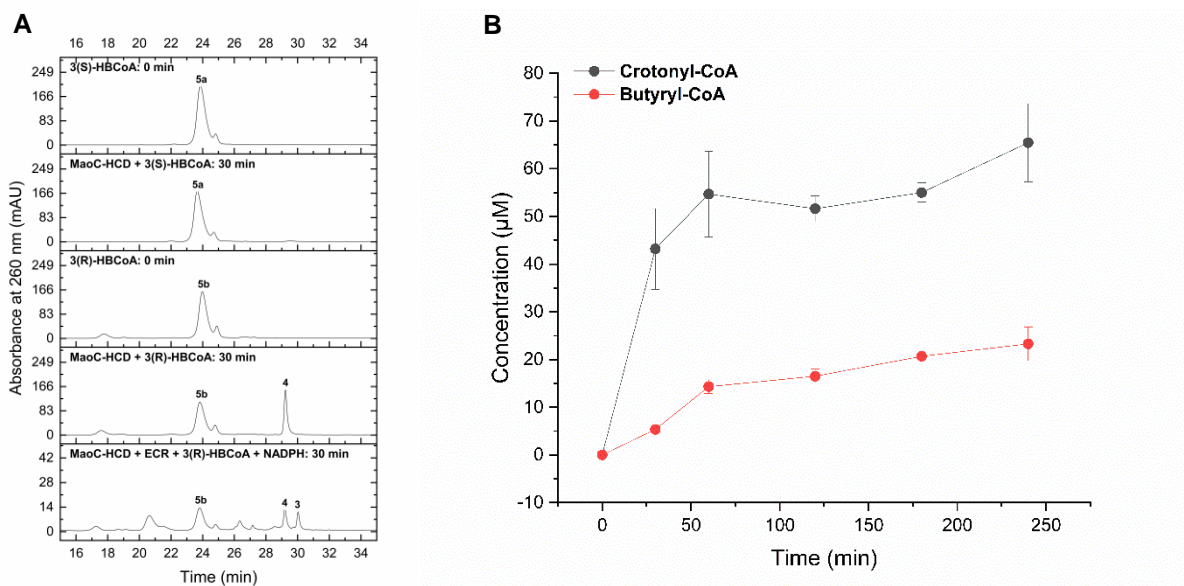 A
16 18 20 22 24 26 28 30 32 34
3(S)-HBCoA: 0 min
5a
249
166
83
0
MaoC-HCD + 3(S)-HBCoA: 30 min
5a
249
166
83
0
3(R)-HBCoA: 0 min
5b
249
166
83
0
MaoC-HCD + 3(R)-HBCoA: 30 min
5b
4
249
166
83
0
MaoC-HCD + ECR + 3(R)-HBCoA + NADPH: 30 min
5b
4
3
42
28
14
0
16 18 20 22 24 26 28 30 32 34
Time (min)
Absorbance at 260 nm (mAU)
B
Crotonyl-CoA
Butyryl-CoA
80
70
60
50
40
30
20
10
0
-10
0 50 100 150 200 250
Time (min)
Concentration (µM)